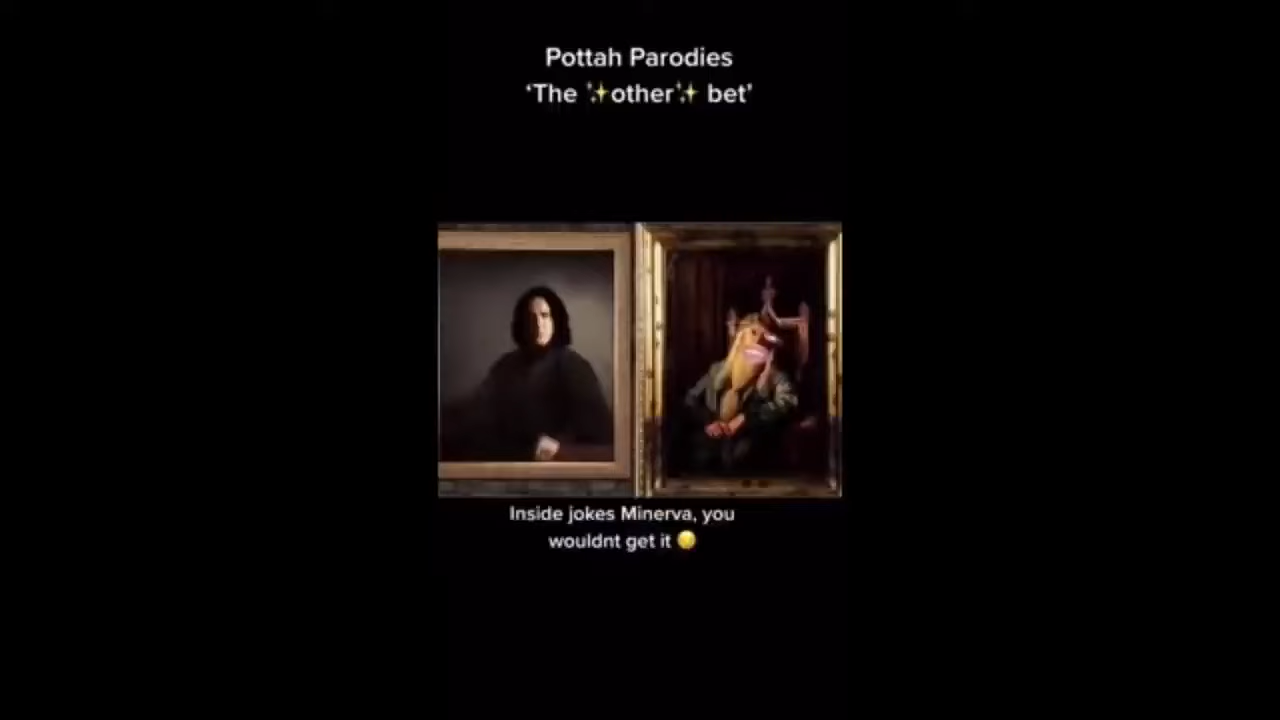 Pottah Parodies
‘The ✨other✨ bet’
Inside jokes Minerva, you
wouldnt get it 😔